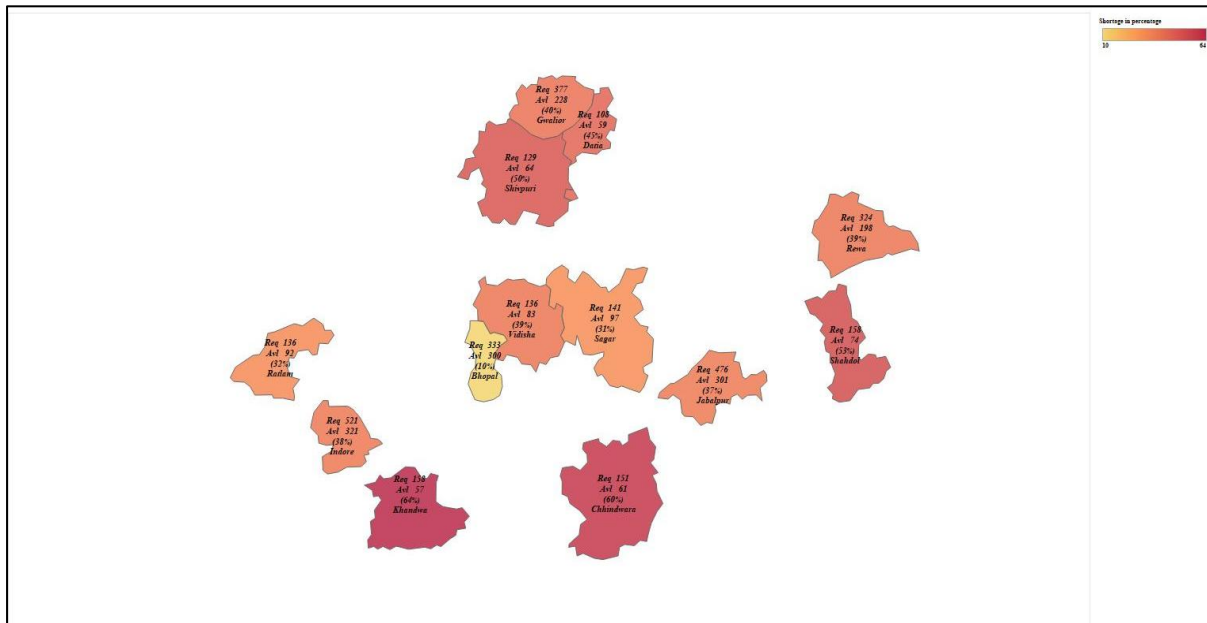 Shortage in percentage
10 64
Req 377
Avl 228
(40%)
Gwalior
Req 108
Avl 59
(45%)
Datia
Req 129
Avl 64
(50%)
Shivpuri
Req 324
Avl 198
(39%)
Rewa
Req 136
Avl 83
(39%)
Vidisha
Req 141
Avl 97
(31%)
Sagar
Req 158
Avl 74
(53%)
Shahdol
Req 136
Avl 92
(32%)
Ratlam
Req 333
Avl 300
(10%)
Bhopal
Req 476
Avl 301
(37%)
Jabalpur
Req 521
Avl 321
(38%)
Indore
Req 158
Avl 57
(64%)
Khandwa
Req 151
Avl 61
(60%)
Chhindwara